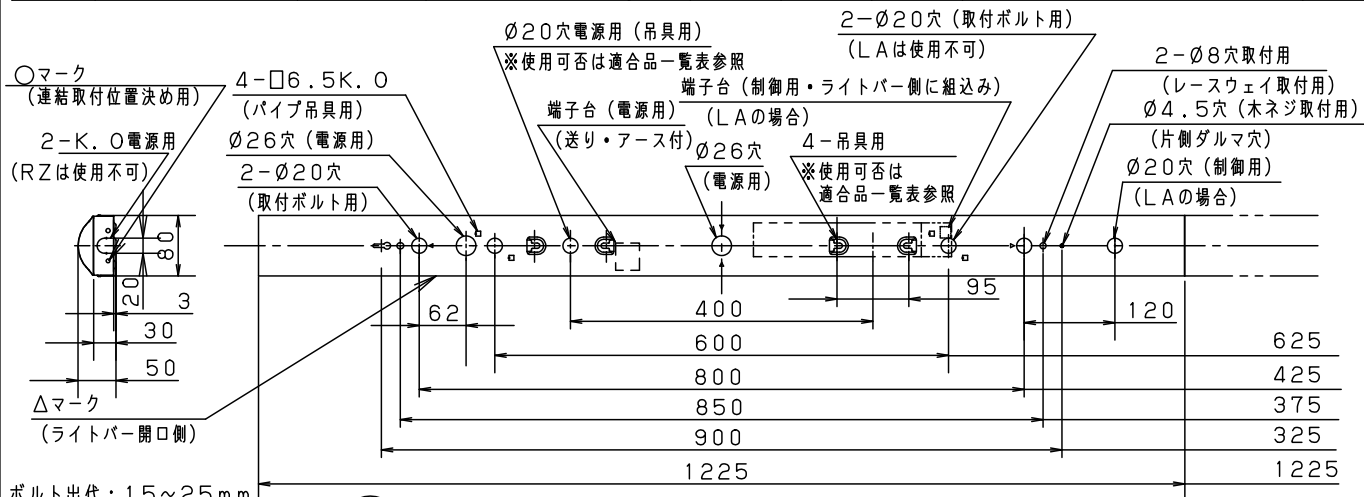 ○マーク
(連結取付位置決め用)
2-K.O電源用
(RZは使用不可)
4-□6.5K.O
(パイプ吊具用)
Ø26穴(電源用)
2-Ø20穴
(取付ボルト用)
Ø20穴電源用(吊具用)
※使用可否は適合品一覧表参照
端子台(電源用)
(送り・アース付)
Ø26穴
(電源用)
2-Ø20穴(取付ボルト用)
(LAは使用不可)
端子台(制御用・ライトバー側に組込み)
(LAの場合)
4-吊具用
※使用可否は
適合品一覧表参照
2-Ø8穴取付用
(レースウェイ取付用)
Ø4.5穴(木ネジ取付用)
(片側ダルマ穴)
Ø20穴(制御用)
(LAの場合)
80
20
3
30
50
62
400
95
120
600
625
800
425
850
375
900
325
1225
1225
△マーク
(ライトバー開口側)
ボルト出代:15~25mm